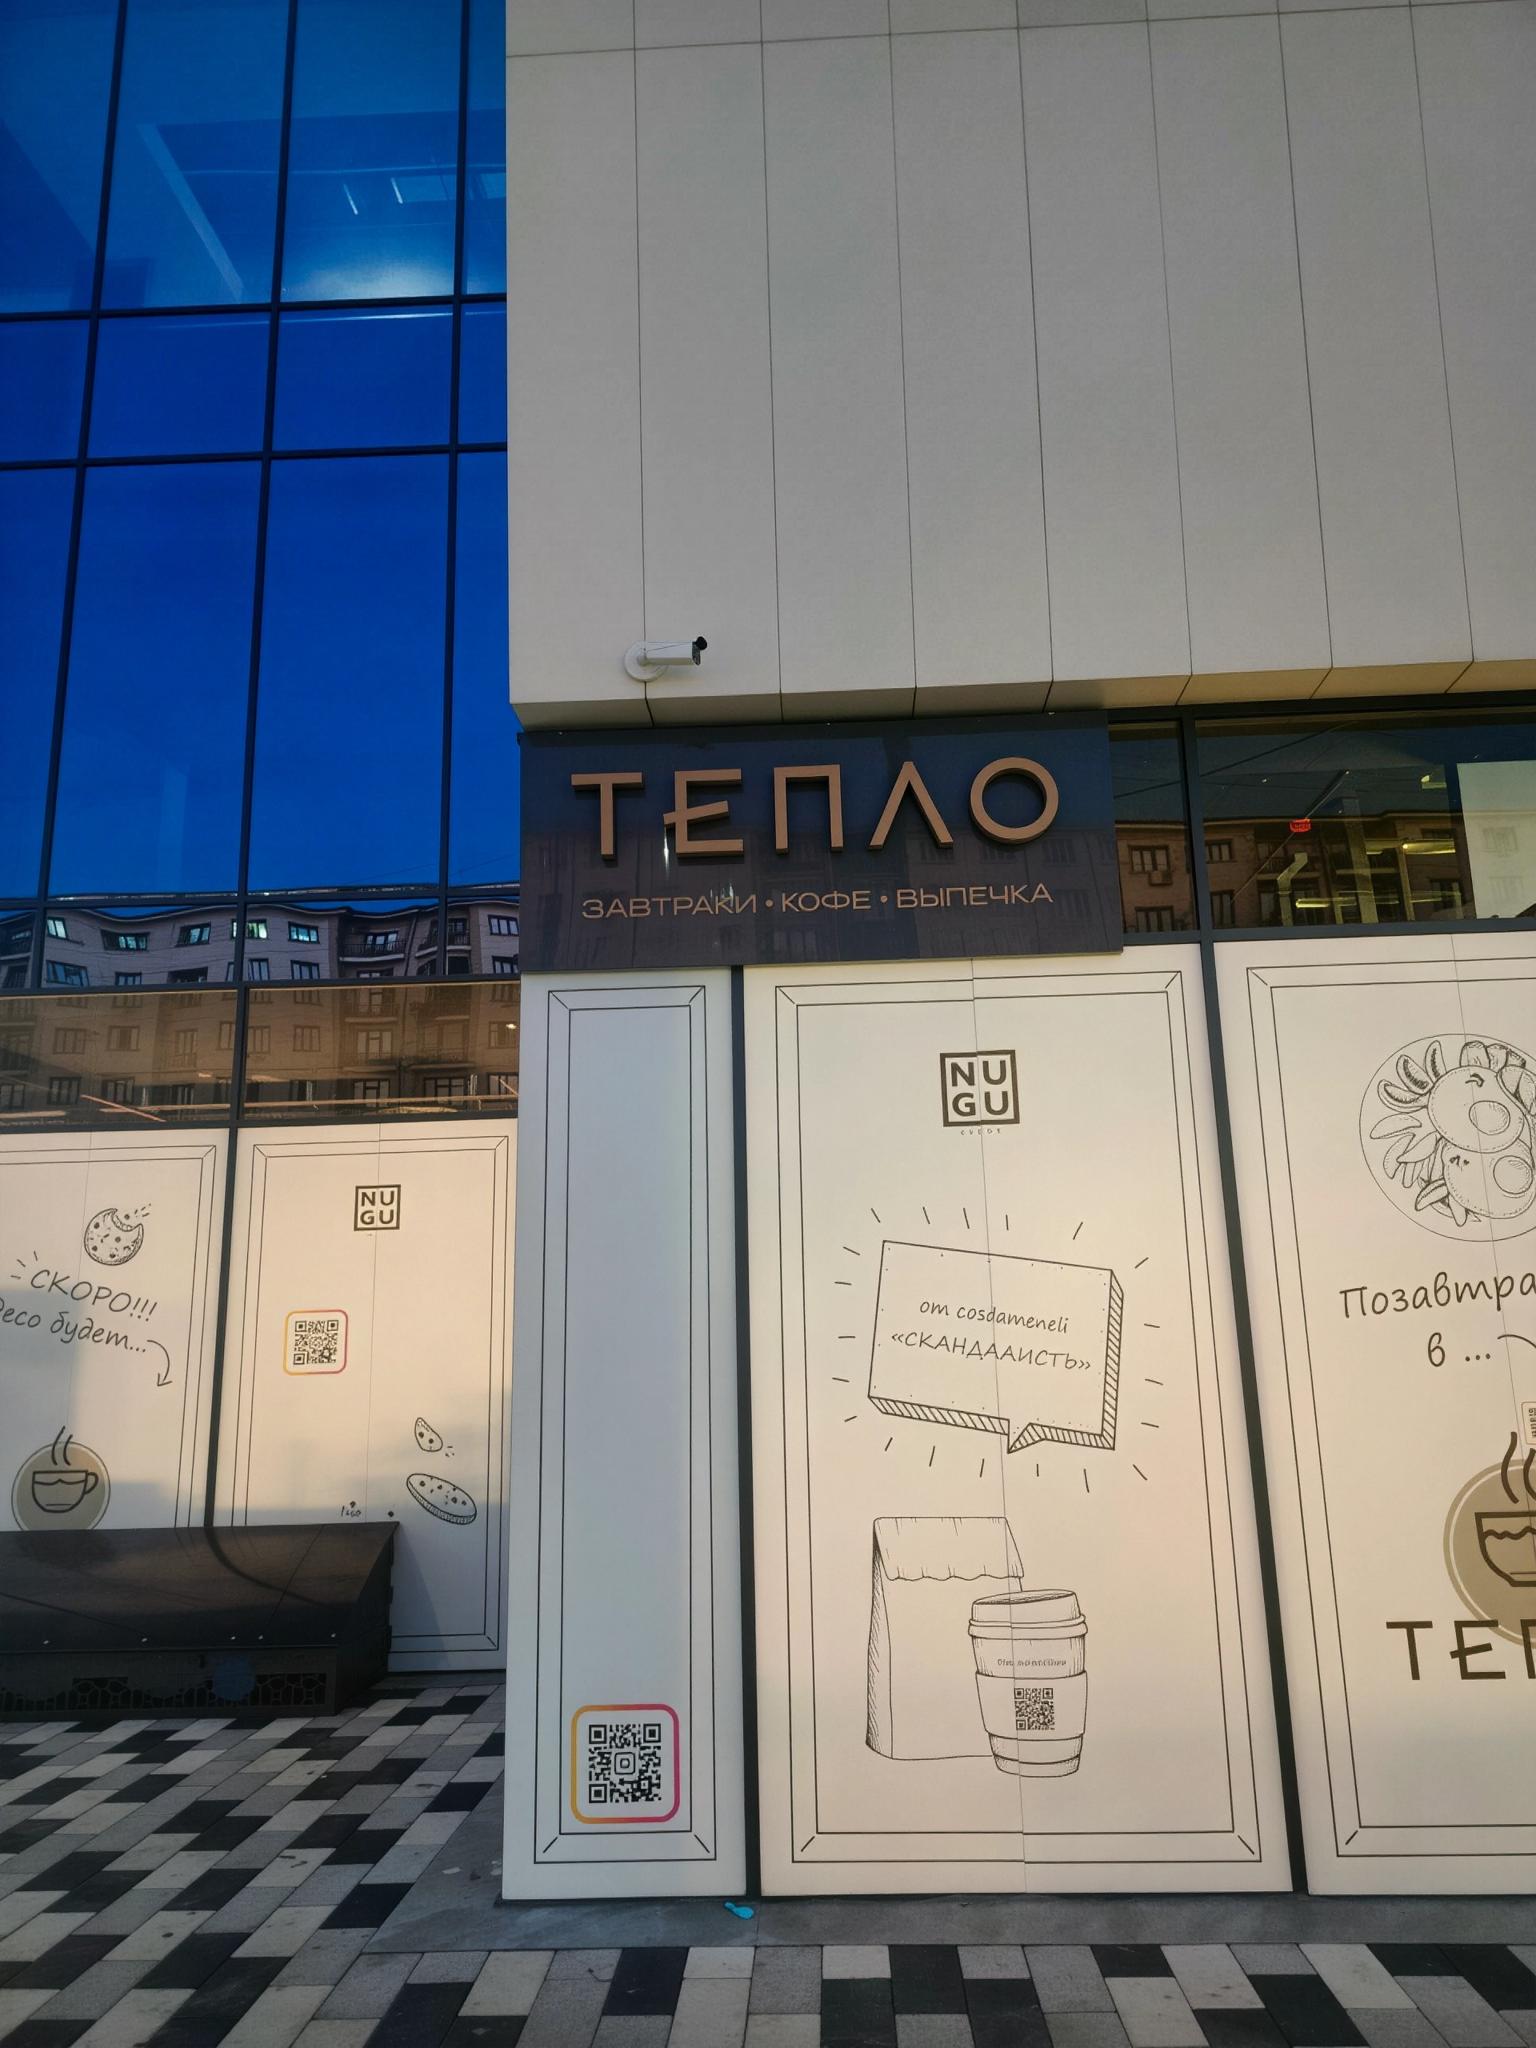 ТЕПЛО
ЗАВТРАКИ • КОФЕ • ВЫПЕЧКА
NU
GU
от cosdameneli
«СКАНДААИСТЬ»
NU
GU
СКОРО!!!
будет...
Позавтра
в ...
ТЕП